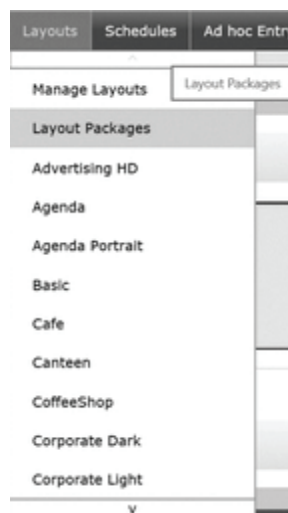 Layouts Schedules Ad hoc Entry
Manage Layouts
Layout Packages
Layout Packages
Advertising HD
Agenda
Agenda Portrait
Basic
Cafe
Canteen
CoffeeShop
Corporate Dark
Corporate Light